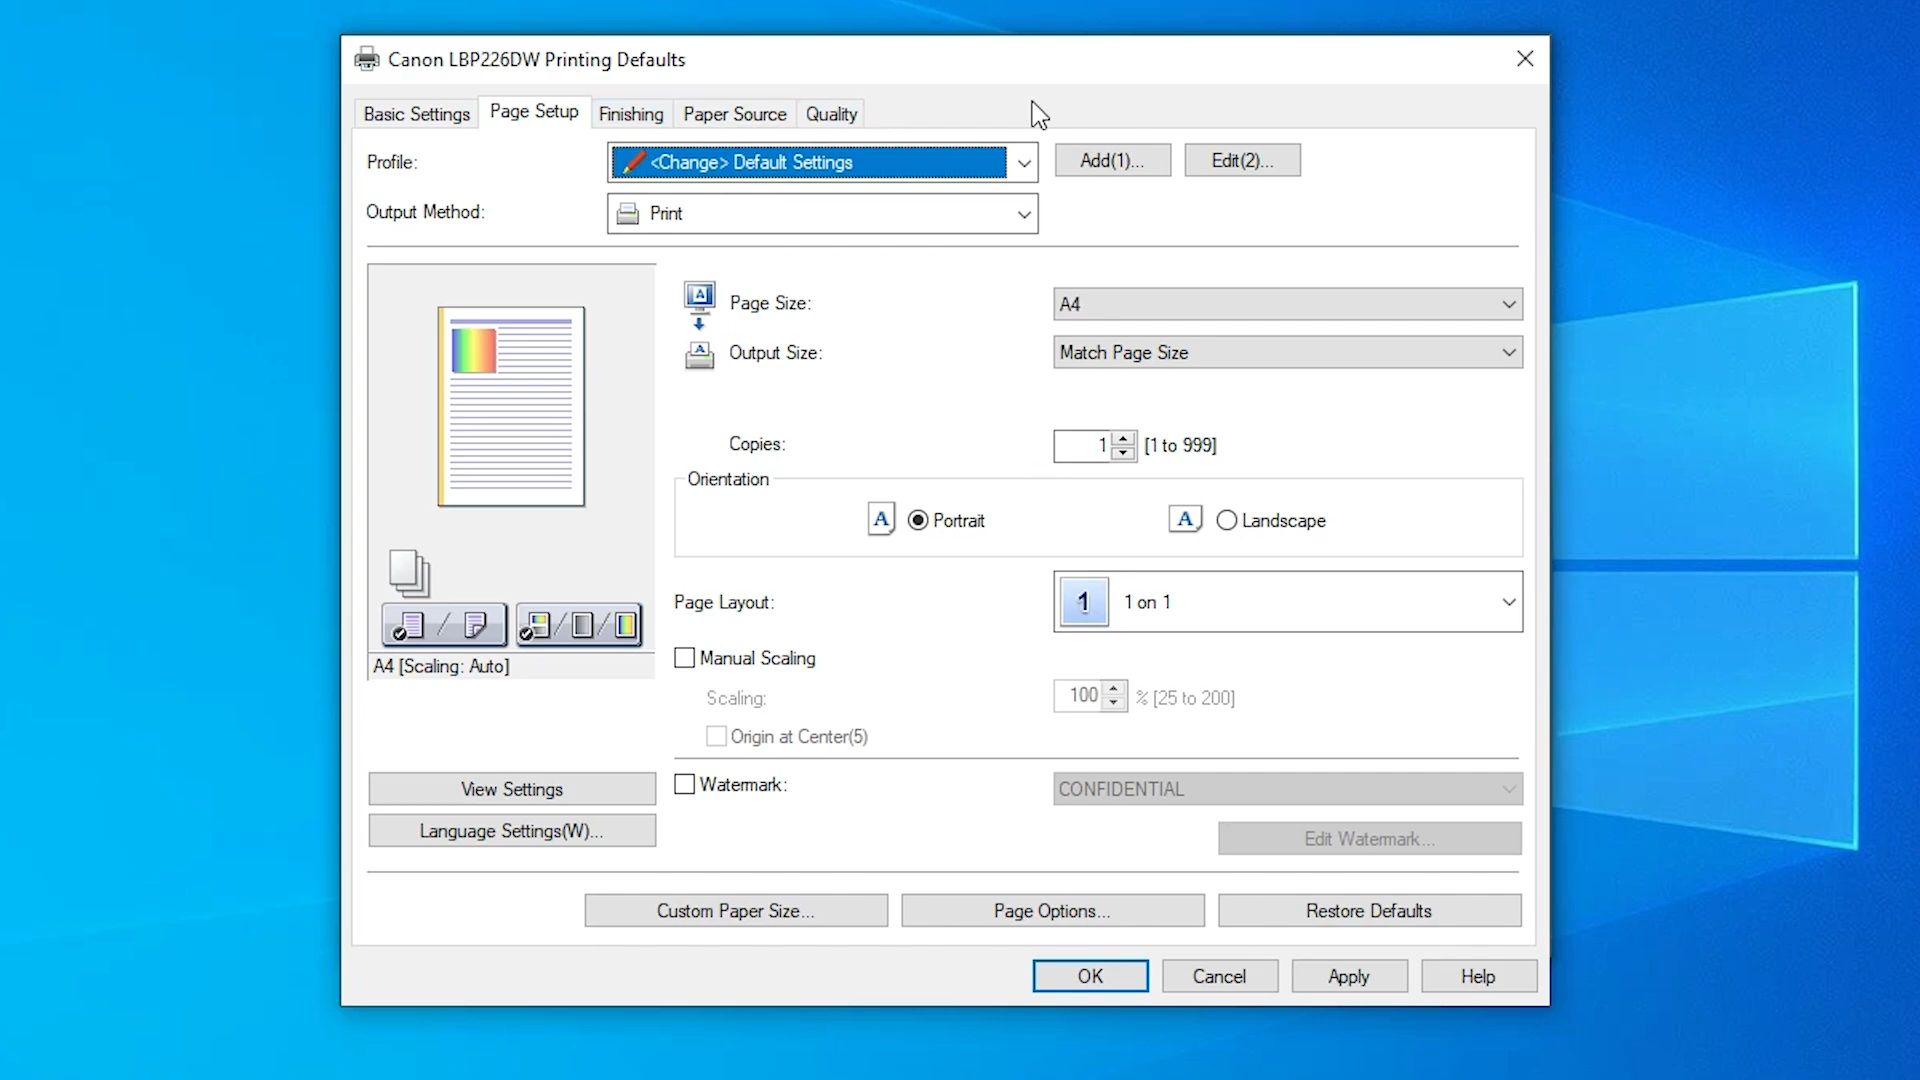 Canon LBP226DW Printing Defaults
Basic Settings Page Setup Finishing Paper Source Quality
Profile: <Change> Default Settings Add(1)... Edit(2)...
Output Method: Print
Page Size: A4
Output Size: Match Page Size
Copies: 1 [1 to 999]
Orientation
A Portrait A Landscape
Page Layout: 1 1 on 1
Manual Scaling
A4 [Scaling: Auto]
Scaling: 100 % [25 to 200]
Origin at Center(5)
View Settings
Watermark: CONFIDENTIAL
Language Settings(W)...
Edit Watermark...
Custom Paper Size... Page Options... Restore Defaults
OK Cancel Apply Help